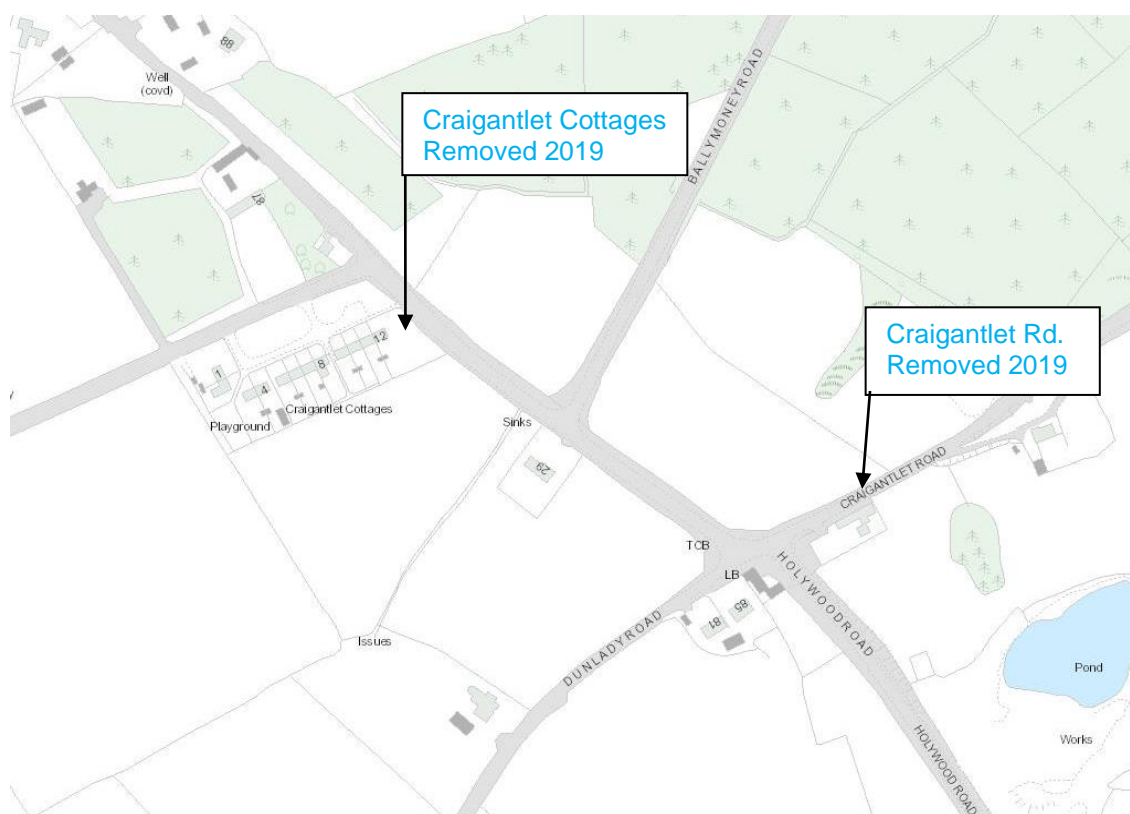 88
Well
(covd)
Craigantlet Cottages
Removed 2019
BALLYMONEY ROAD
87
Craigantlet Rd.
Removed 2019
12
8
1
4
Craigantlet Cottages
Playground
Sinks
29
CRAIGANTLET ROAD
TCB
LB
HOLYWOOD ROAD
85
81
Issues
DUNLADY ROAD
Pond
HOLYWOOD ROAD
Works